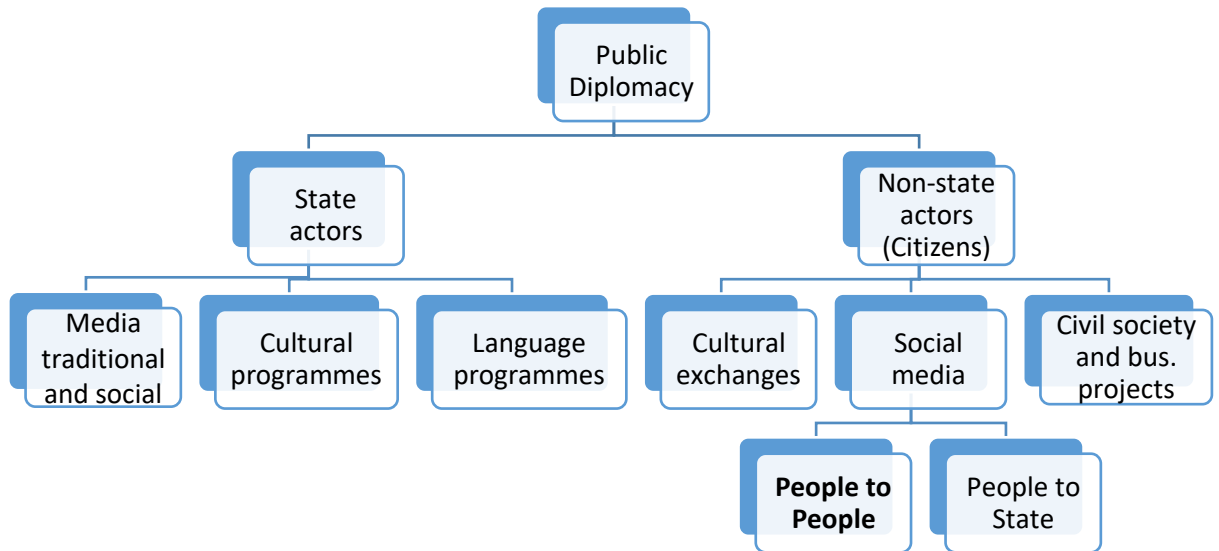 Public
Diplomacy
State
actors
Non-state
actors
(Citizens)
Media
traditional
and social
Cultural
programmes
Language
programmes
Cultural
exchanges
Social
media
Civil society
and bus.
projects
People to
People
People to
State